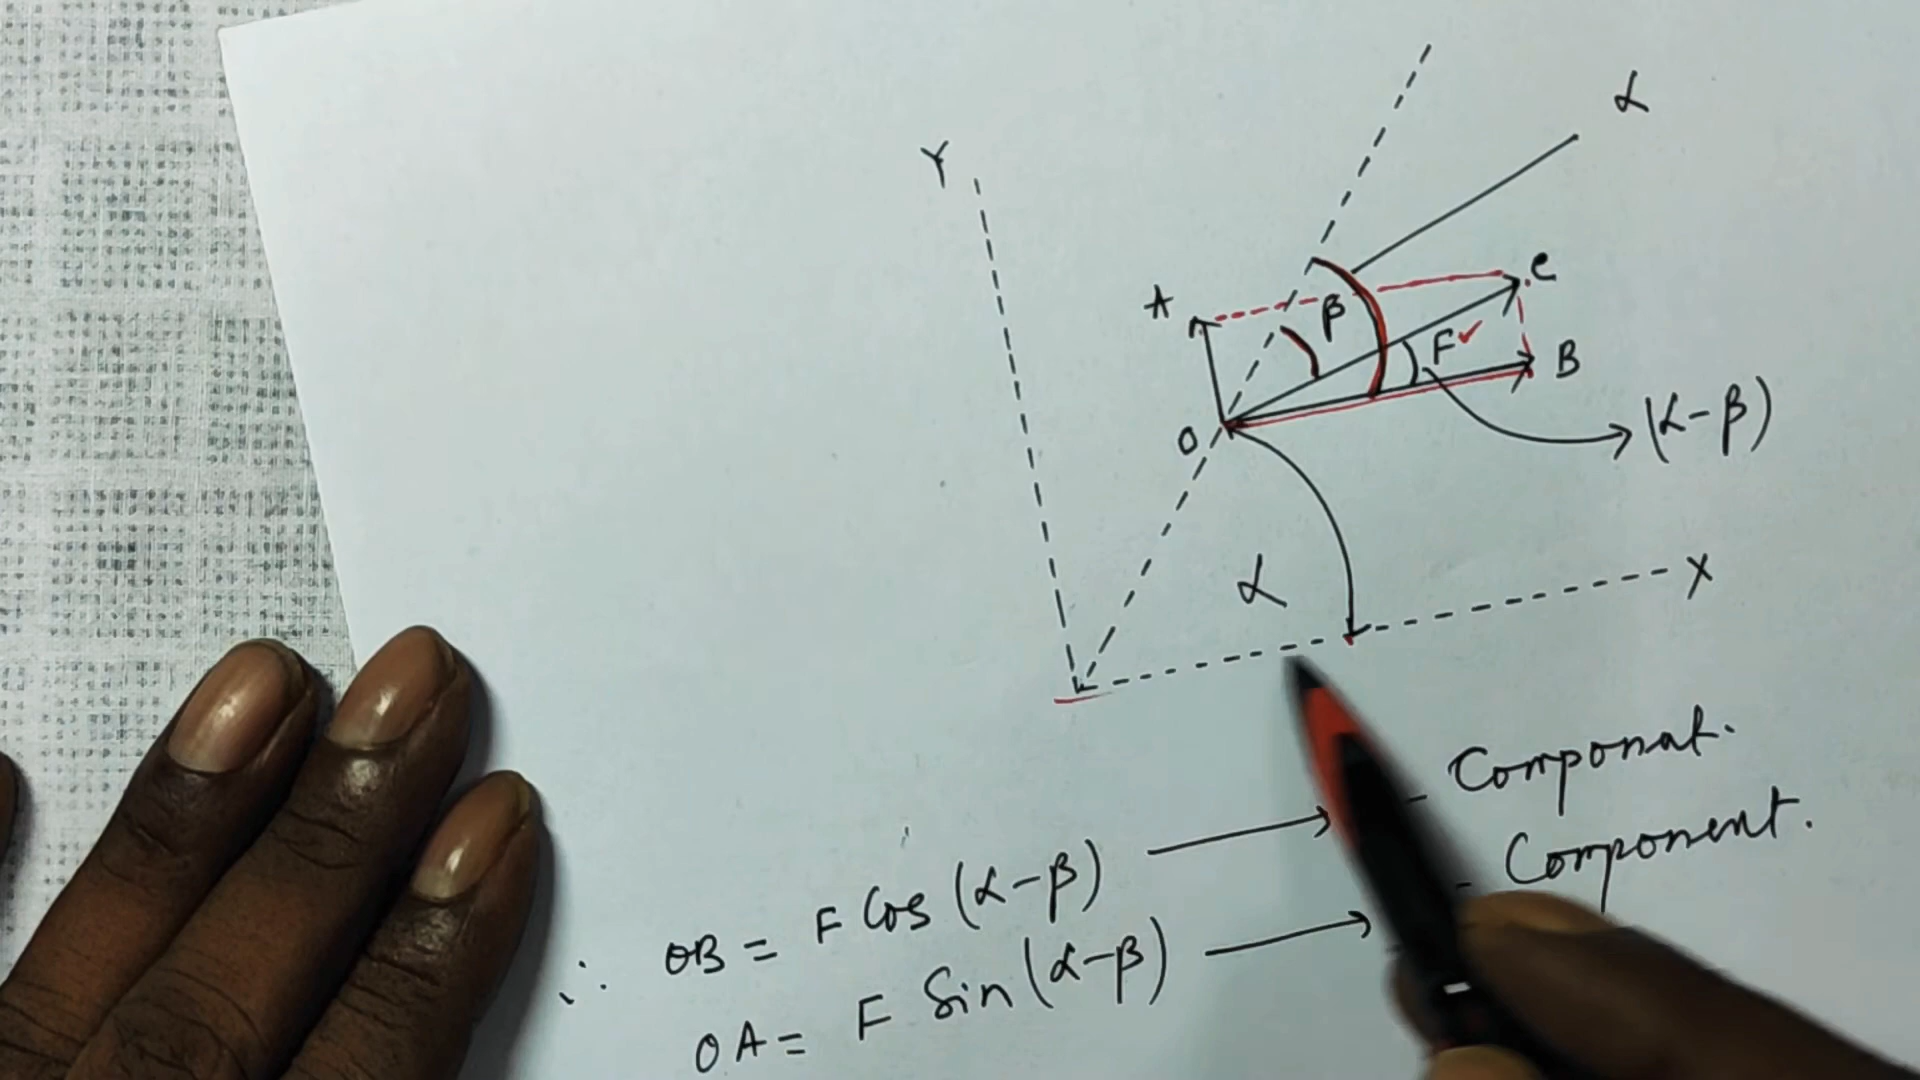 α
Y
C
A
β
F ✓
B
(α-β)
O
α
X
Componat.
∴ OB = F Cos (α-β) → - Component.
OA = F Sin (α-β) →